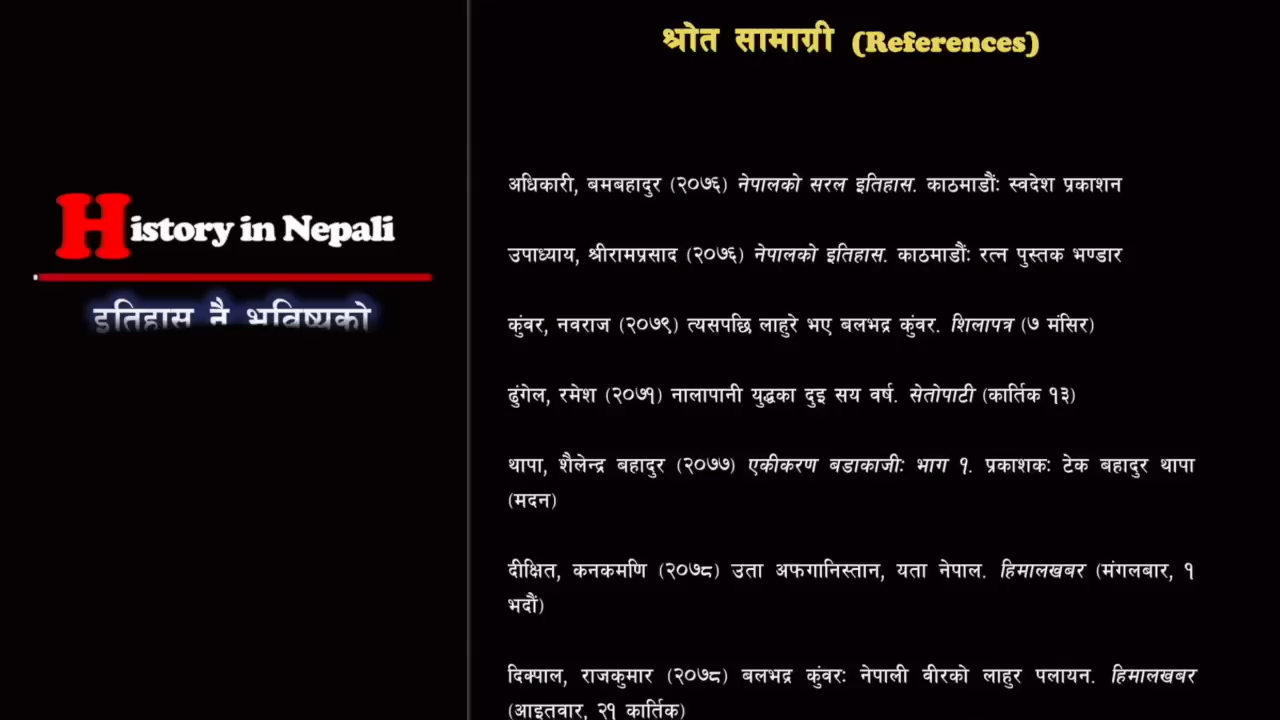 श्रोत सामाग्री (References)
History in Nepali
इतिहास नै भविष्यको
अधिकारी, बमबहादुर (२०७६) नेपालको सरल इतिहास. काठमाडौंः स्वदेश प्रकाशन
उपाध्याय, श्रीरामप्रसाद (२०७६) नेपालको इतिहास. काठमाडौंः रत्न पुस्तक भण्डार
कुंवर, नवराज (२०७९) त्यसपछि लाहुरे भए बलभद्र कुंवर. शिलापत्र (७ मंसिर)
ढुंगेल, रमेश (२०७१) नालापानी युद्धका दुइ सय वर्ष. सेतोपाटी (कार्तिक १३)
थापा, शैलेन्द्र बहादुर (२०७७) एकीकरण बडाकाजीः भाग १. प्रकाशकः टेक बहादुर थापा
(मदन)
दीक्षित, कनकमणि (२०७८) उता अफगानिस्तान, यता नेपाल. हिमालखबर (मंगलबार, १
भदौं)
दिक्पाल, राजकुमार (२०७८) बलभद्र कुंवरः नेपाली वीरको लाहुर पलायन. हिमालखबर
(आइतवार, २१ कार्तिक)